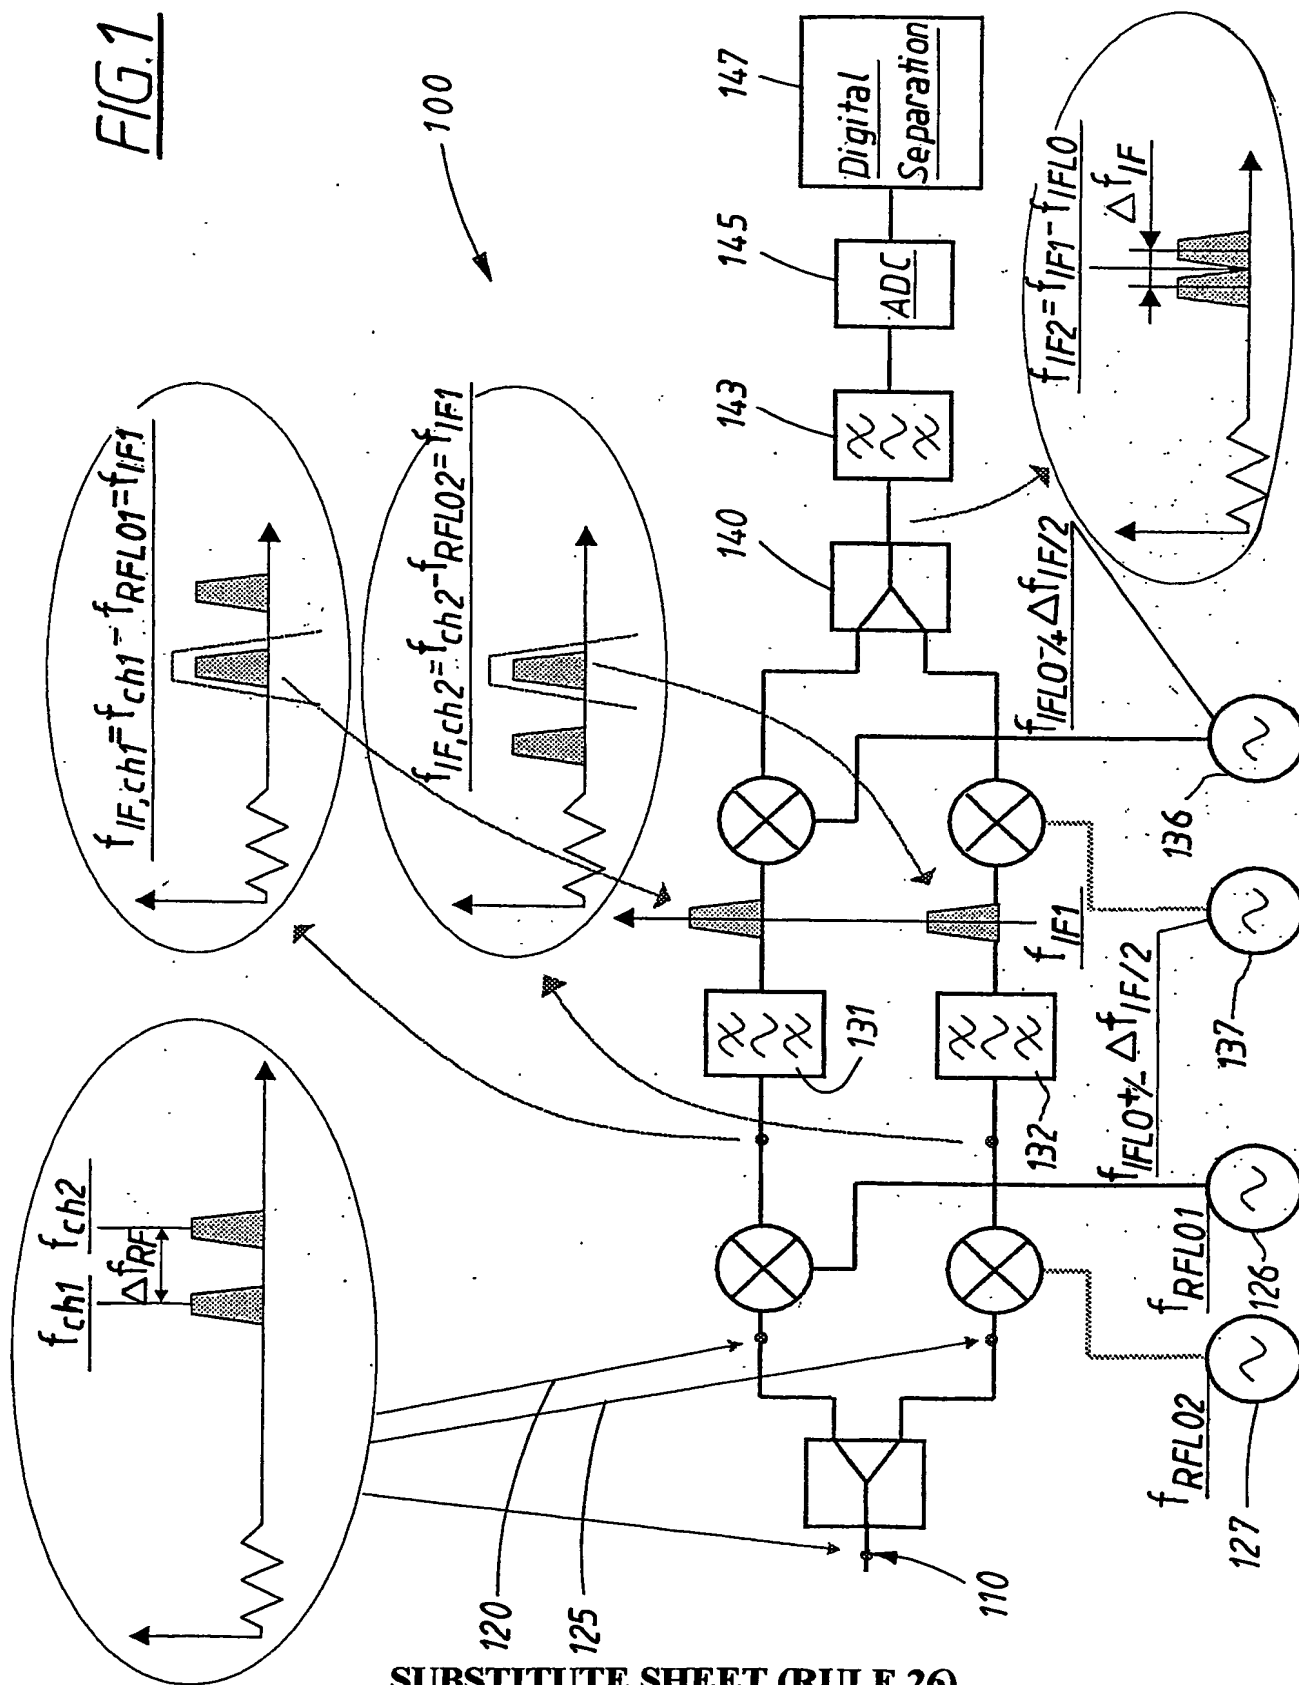 FIG.1
100
f_ch1 f_ch2
Δf_RF
f_IF,ch1 = f_ch1 - f_RFLO1 = f_IF1
f_IF,ch2 = f_ch2 - f_RFLO2 = f_IF1
120
125
110
131
132
f_IF1
140
143
145
147
ADC
Digital
Separation
f_IF2 = f_IF1 - f_IFLO
Δf_IF
f_RFLO2
127
f_RFLO1
126
f_IFLO +/- Δf_IF/2
137
f_IFLO -/+ Δf_IF/2
136
SUBSTITUTE SHEET (RULE 26)